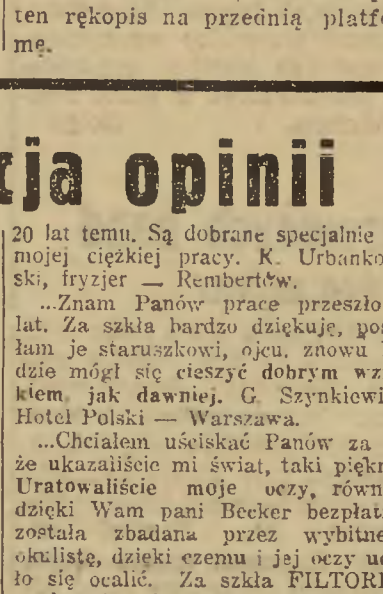 ten rękopis na przednią platfo
mę.
cja opinii
20 lat temu. Są dobrane specjalnie
mojej ciężkiej pracy. K. Urbanko
ski, fryzjer — Rembertów.
...Znam Panów prace przeszło
lat. Za szkła bardzo dziękuję, pos
łam je staruszkowi, ojcu, znowu
dzie mógł się cieszyć dobrym wz
kiem, jak dawniej. G. Szynkiewi
Hotel Polski — Warszawa.
...Chciałem uściskać Panów za
że ukazaliście mi świat, taki piękn
Uratowaliście moje oczy, równ
dzięki Wam pani Becker bezpłat
została zbadana przez wybitne
okulistę, dzięki czemu i jej oczy ud
ło się ocalić. Za szkła FILTORE